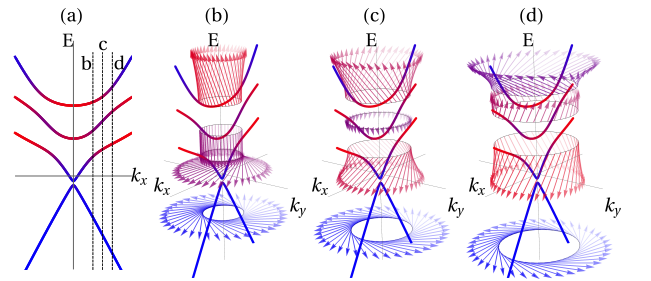 (a) (b) (c) (d)
E E E E
c
b d
k_x k_x k_x k_x
k_y k_y k_y